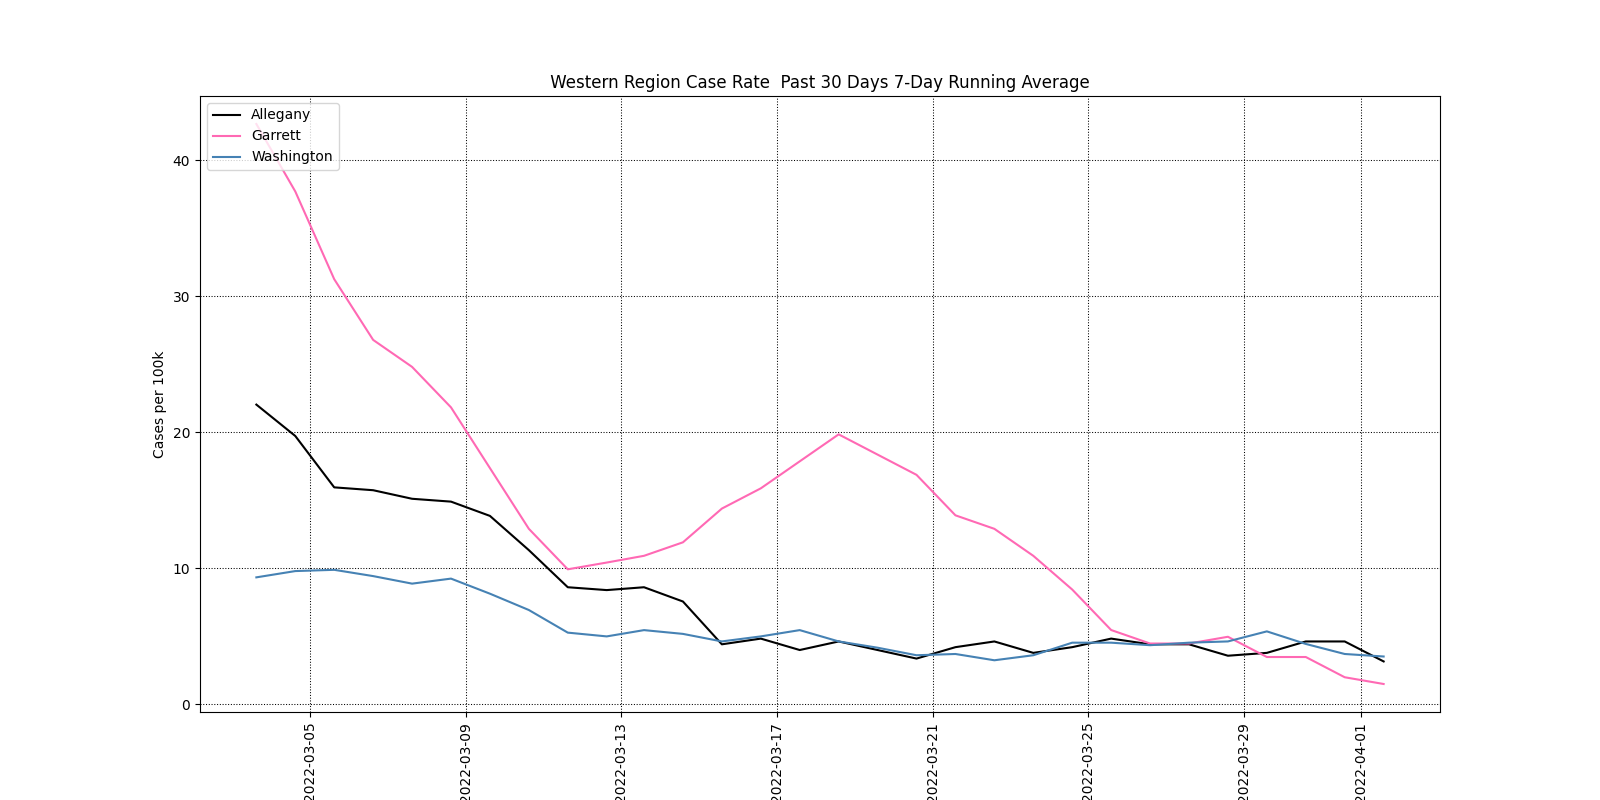 Western Region Case Rate  Past 30 Days 7-Day Running Average
Allegany
Garrett
Washington
Cases per 100k
40
30
20
10
0
2022-03-05
2022-03-09
2022-03-13
2022-03-17
2022-03-21
2022-03-25
2022-03-29
2022-04-01